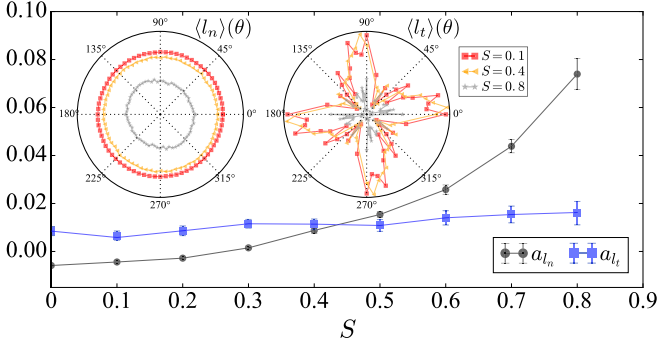 0.10
0.08
0.06
0.04
0.02
0.00
0 0.1 0.2 0.3 0.4 0.5 0.6 0.7 0.8 0.9
S
⟨l_n⟩(θ)
90°
135° 45°
180° 0°
225° 315°
270°
⟨l_t⟩(θ)
90°
135° 45°
180° 0°
225° 315°
270°
S = 0.1
S = 0.4
S = 0.8
a_{l_n} a_{l_t}